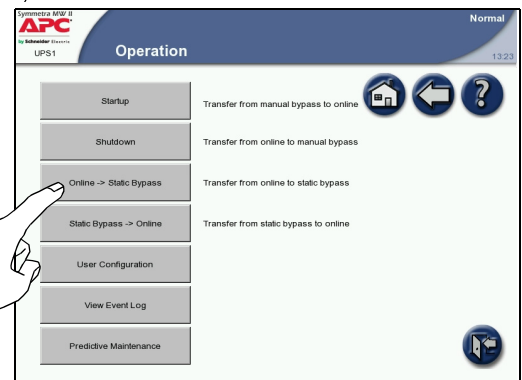 Symmetra MW II
APC
by Schneider Electric
UPS1
Operation
Normal
13:23
Startup
Transfer from manual bypass to online
?
Shutdown
Transfer from online to manual bypass
Online -> Static Bypass
Transfer from online to static bypass
Static Bypass -> Online
Transfer from static bypass to online
User Configuration
View Event Log
Predictive Maintenance